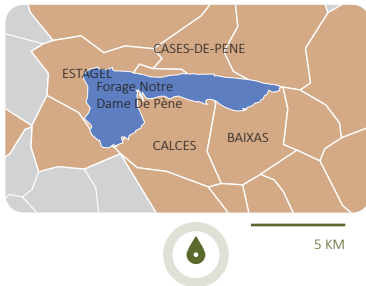 CASES-DE-PENE
ESTAGEL
Forage Notre
Dame De Pène
BAIXAS
CALCES
5 KM